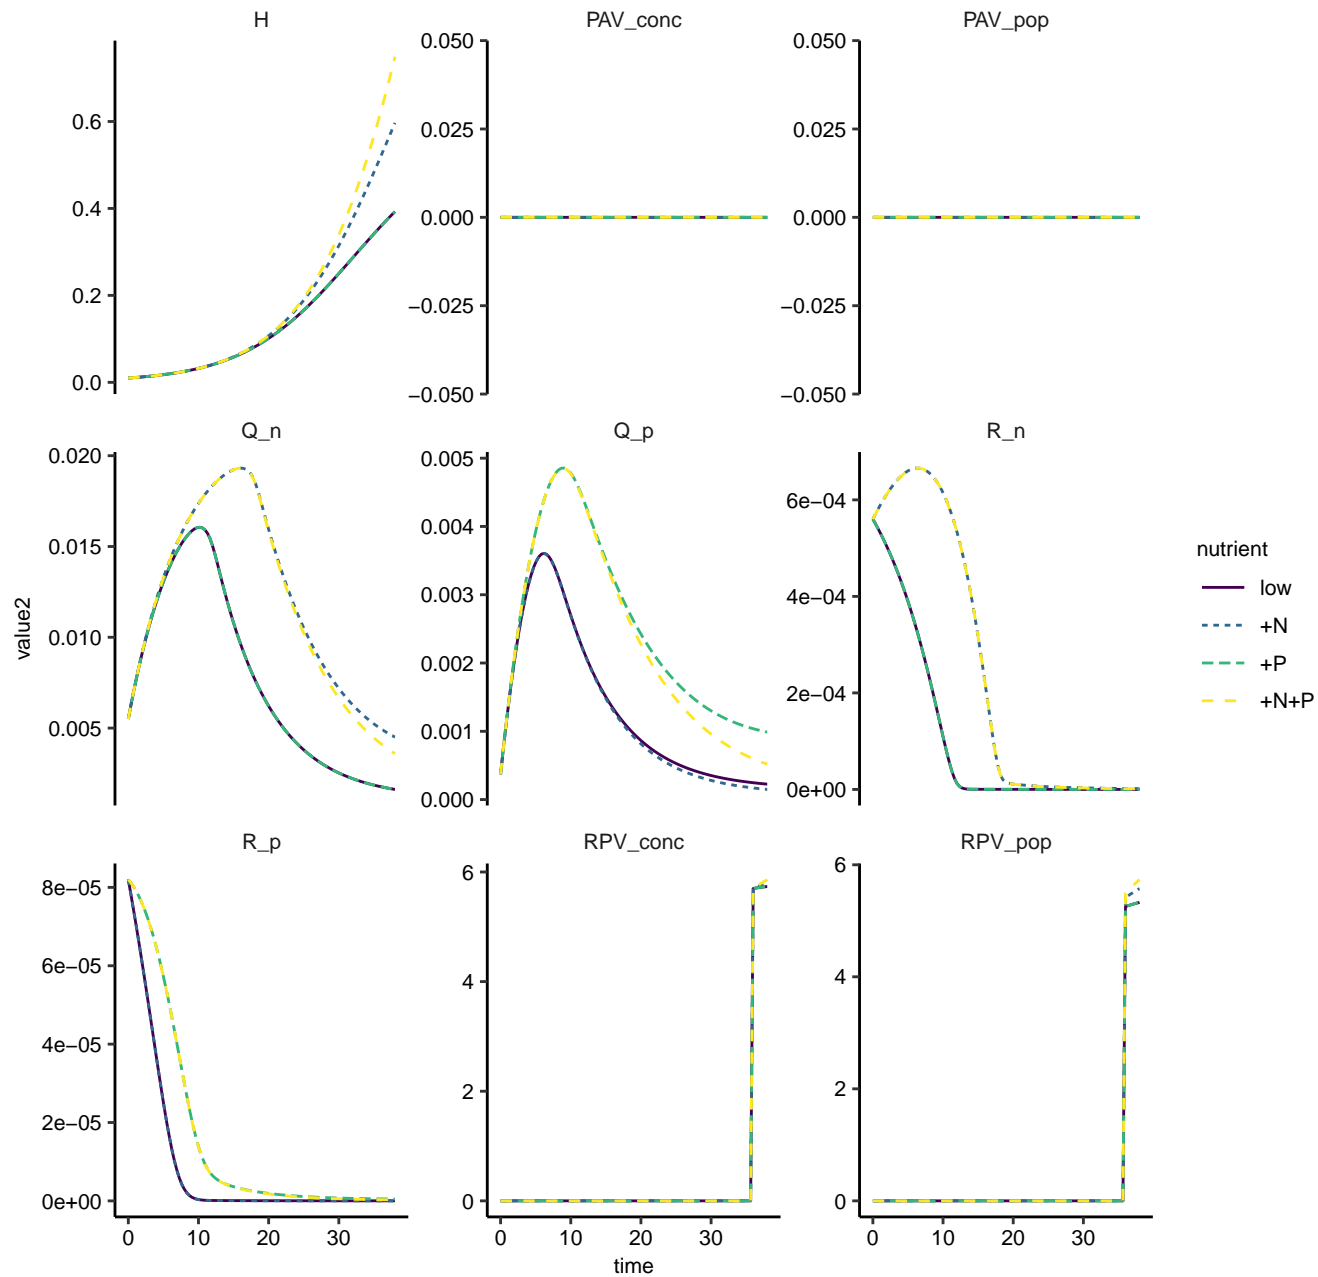 H
PAV_conc
PAV_pop
0.6
0.4
0.2
0.0
0.050
0.025
0.000
−0.025
−0.050
0.050
0.025
0.000
−0.025
−0.050
Q_n
Q_p
R_n
0.020
0.015
0.010
0.005
0.005
0.004
0.003
0.002
0.001
0.000
6e−04
4e−04
2e−04
0e+00
R_p
RPV_conc
RPV_pop
8e−05
6e−05
4e−05
2e−05
0e+00
6
4
2
0
6
4
2
0
0 10 20 30
0 10 20 30
0 10 20 30
time
value2
nutrient
low
+N
+P
+N+P